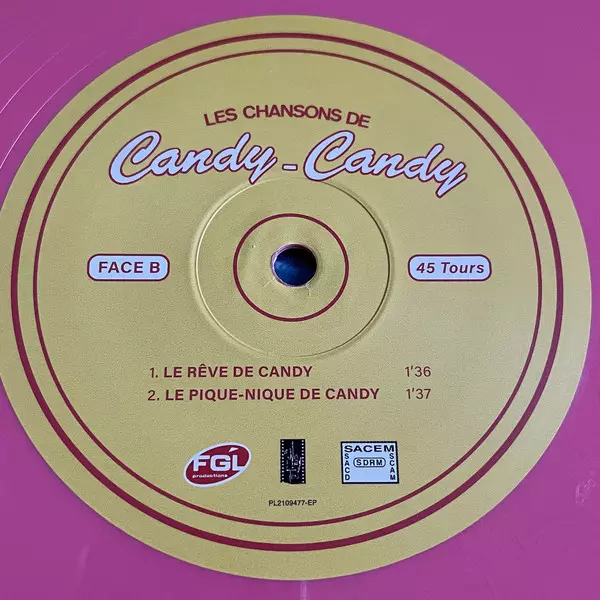 LES CHANSONS DE
Candy-Candy
FACE B
45 Tours
1. LE RÊVE DE CANDY 1'36
2. LE PIQUE-NIQUE DE CANDY 1'37
FGL
productions
SACEM
SACD
SDRM
SCAM
PL2109477-EP